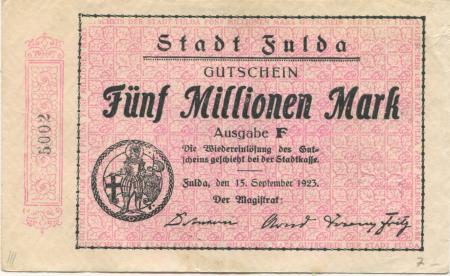 Stadt Fulda
GUTSCHEIN
Fünf Millionen Mark
Ausgabe F
Die Wiedereinlösung des Gut-
scheins geschieht bei der Stadtkasse.
Fulda, den 15. September 1923.
Der Magistrat:
5002